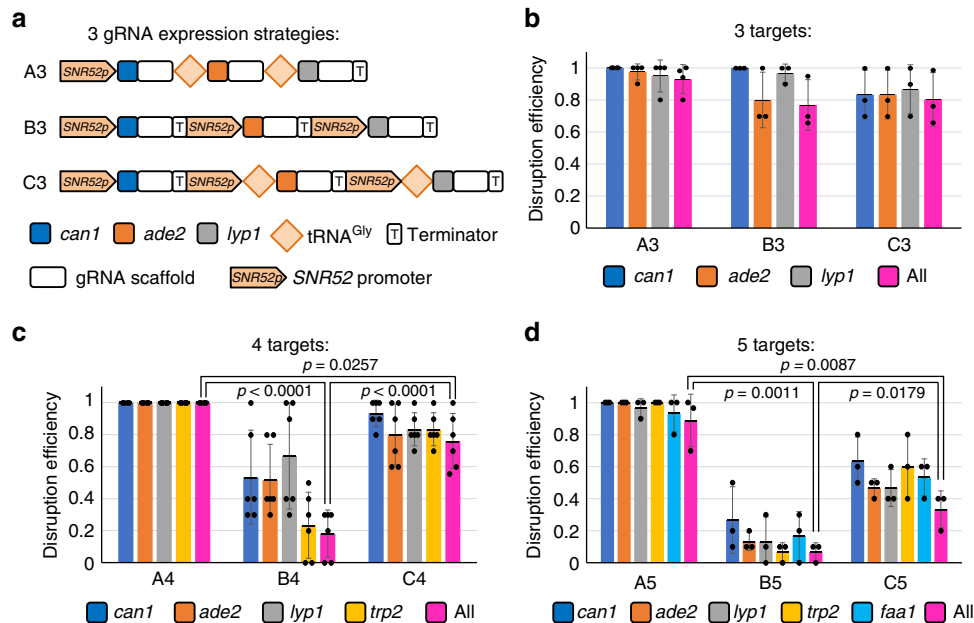 a
3 gRNA expression strategies:
A3 SNR52p T
B3 SNR52p T SNR52p T SNR52p T
C3 SNR52p T SNR52p T SNR52p T
can1 ade2 lyp1 tRNAGly T Terminator
gRNA scaffold SNR52p SNR52 promoter
b
3 targets:
Disruption efficiency
1
0.8
0.6
0.4
0.2
0
A3 B3 C3
can1 ade2 lyp1 All
c
4 targets:
p = 0.0257
p < 0.0001 p < 0.0001
Disruption efficiency
1
0.8
0.6
0.4
0.2
0
A4 B4 C4
can1 ade2 lyp1 trp2 All
d
5 targets:
p = 0.0087
p = 0.0011 p = 0.0179
Disruption efficiency
1
0.8
0.6
0.4
0.2
0
A5 B5 C5
can1 ade2 lyp1 trp2 faa1 All